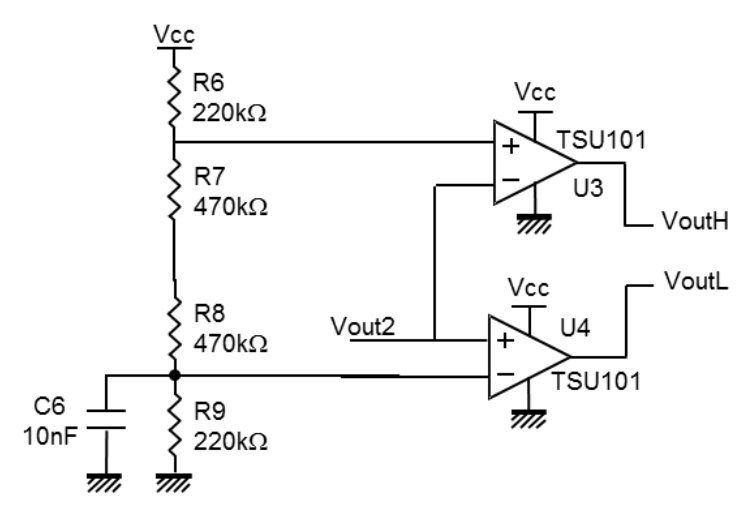 Vcc
R6
220kΩ
Vcc
TSU101
+
−
U3
R7
470kΩ
VoutH
VoutL
Vcc
R8
470kΩ
Vout2
U4
+
−
TSU101
C6
10nF
R9
220kΩ